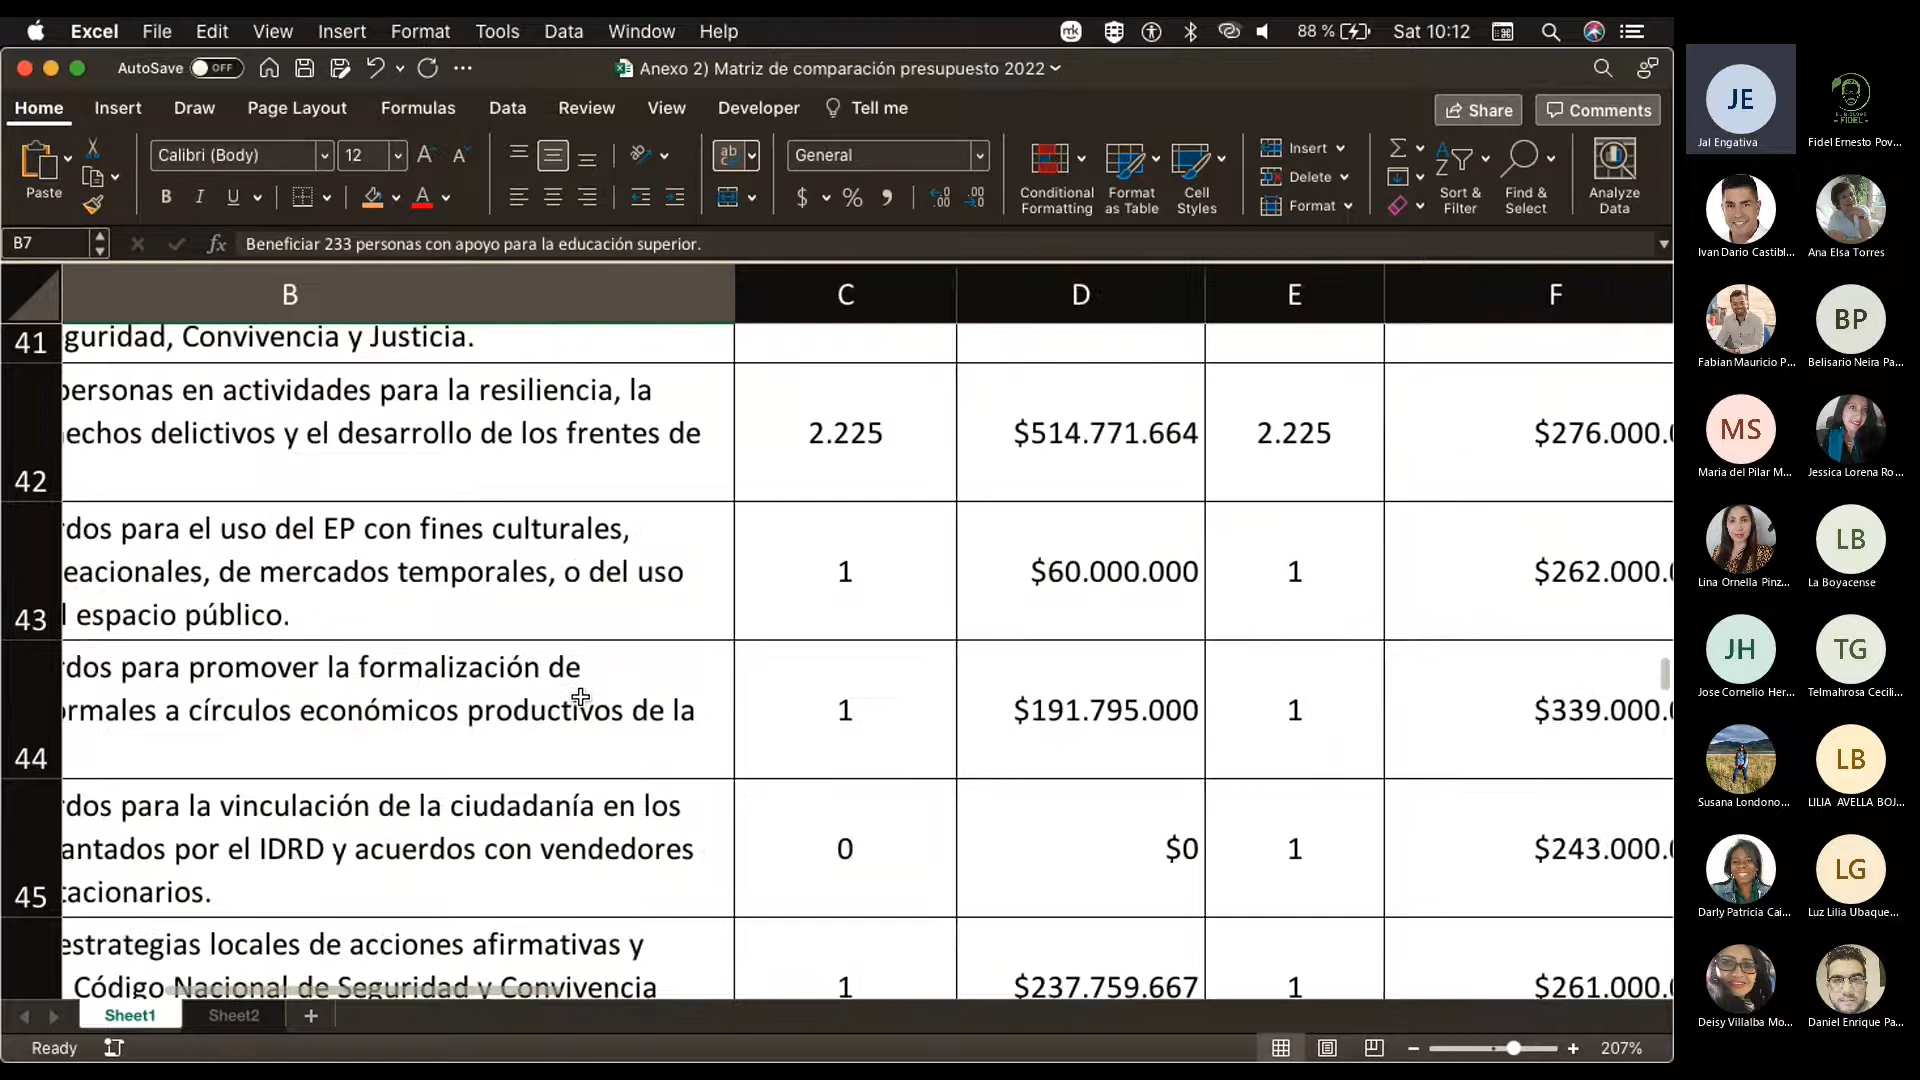 Excel File Edit View Insert Format Tools Data Window Help 88 % Sat 10:12
AutoSave OFF Anexo 2) Matriz de comparación presupuesto 2022
Home Insert Draw Page Layout Formulas Data Review View Developer Tell me Share Comments
Paste Calibri (Body) 12 General Conditional Formatting Format as Table Cell Styles Insert Delete Format Sort & Filter Find & Select Analyze Data
B7 fx Beneficiar 233 personas con apoyo para la educación superior.
B C D E F
41 guridad, Convivencia y Justicia.
personas en actividades para la resiliencia, la
echos delictivos y el desarrollo de los frentes de 2.225 $514.771.664 2.225 $276.000.0
42
rdos para el uso del EP con fines culturales,
eacionales, de mercados temporales, o del uso 1 $60.000.000 1 $262.000.0
43 l espacio público.
rdos para promover la formalización de
ormales a círculos económicos productivos de la 1 $191.795.000 1 $339.000.0
44
rdos para la vinculación de la ciudadanía en los
antados por el IDRD y acuerdos con vendedores 0 $0 1 $243.000.0
45 tacionarios.
estrategias locales de acciones afirmativas y
Código Nacional de Seguridad y Convivencia 1 $237.759.667 1 $261.000.0
Sheet1 Sheet2 +
Ready 207%
JE
Jal Engativa Fidel Ernesto Pov...
FIDEL
Ivan Dario Castibl... Ana Elsa Torres
BP
Fabian Mauricio P... Belisario Neira Pa...
MS
Maria del Pilar M... Jessica Lorena Ro...
LB
Lina Ornella Pinz... La Boyacense
JH TG
Jose Cornelio Her... Telmahrosa Cecili...
LB
Susana Londono... LILIA AVELLA BOJ...
LG
Darly Patricia Cai... Luz Lilia Ubaque...
Deisy Villalba Mo... Daniel Enrique Pa...